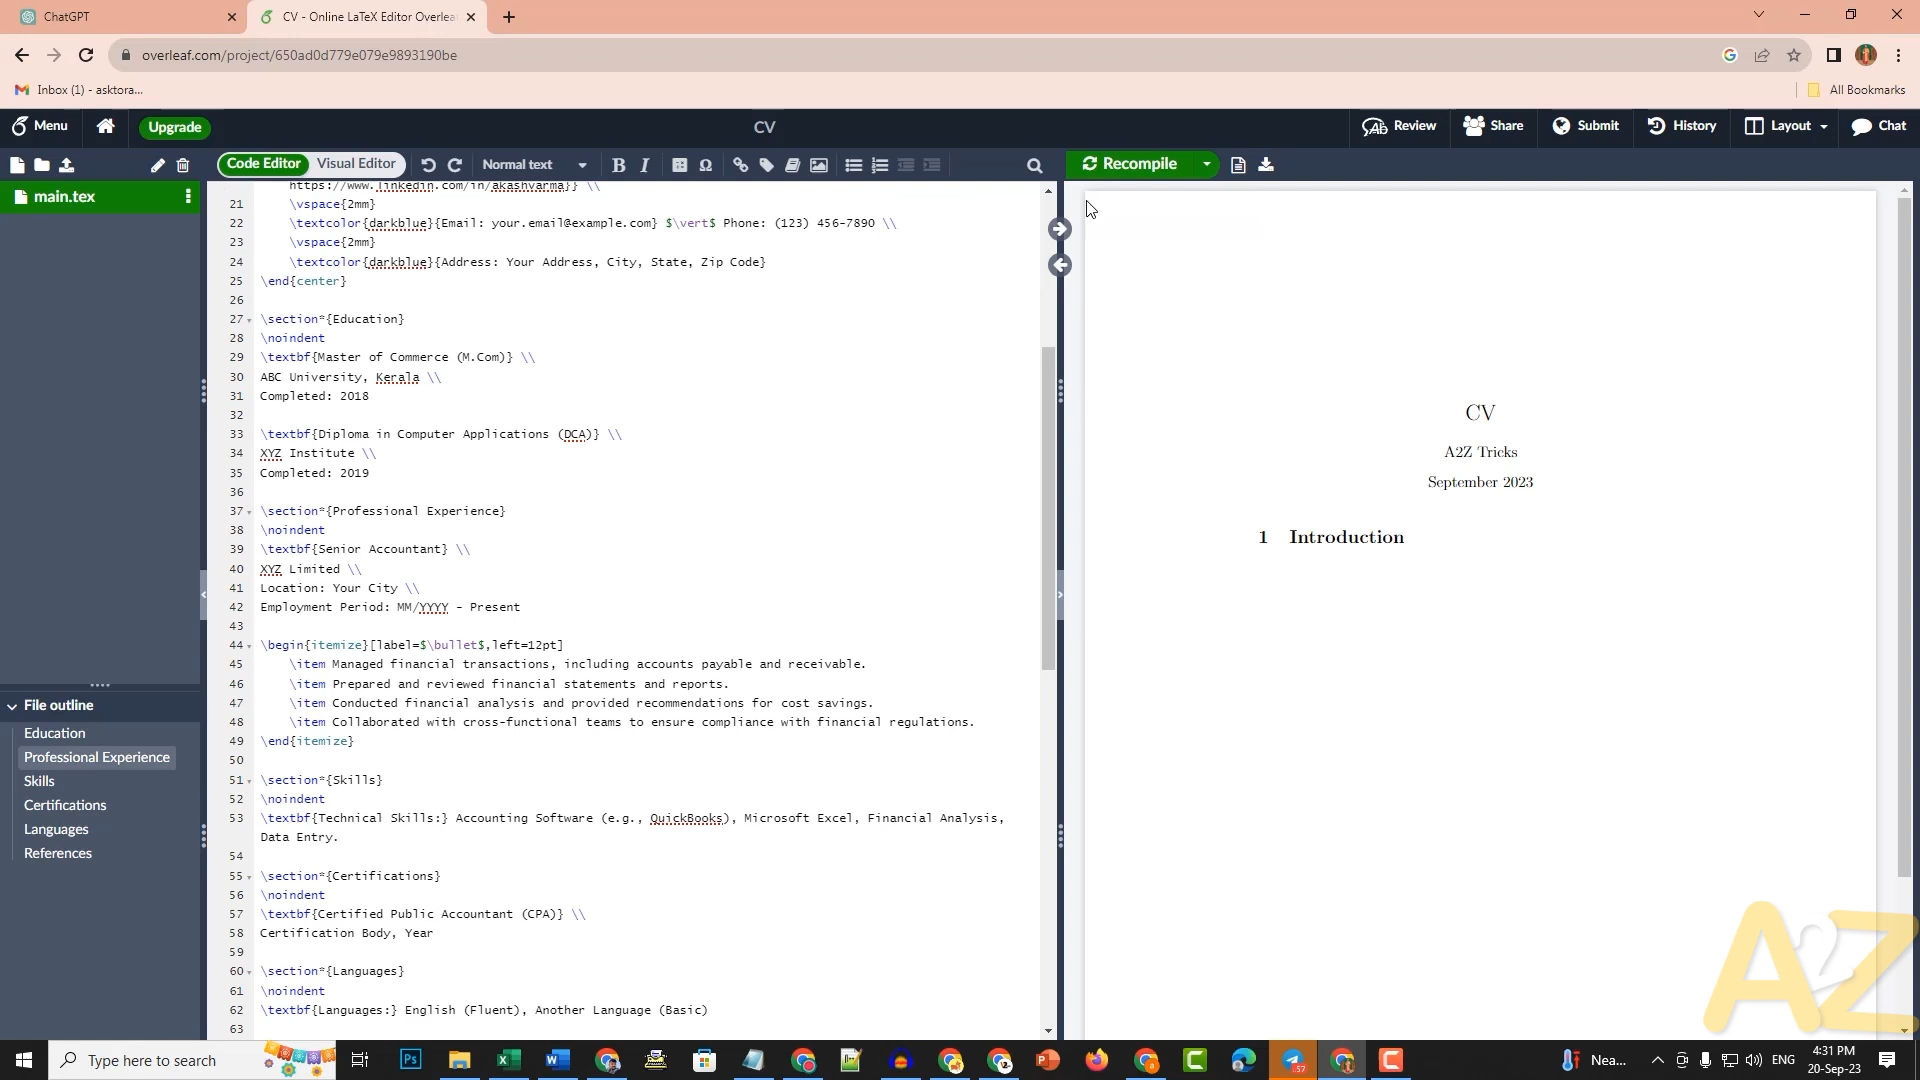 ChatGPT
CV - Online LaTeX Editor Overlea
overleaf.com/project/650ad0d779e079e9893190be
Inbox (1) - asktora...
All Bookmarks
Menu
Upgrade
CV
Review
Share
Submit
History
Layout
Chat
Code Editor
Visual Editor
Normal text
Recompile
main.tex
https://www.linkedin.com/in/akashvarma}} \\
21 \vspace{2mm}
22 \textcolor{darkblue}{Email: your.email@example.com} $\vert$ Phone: (123) 456-7890 \\
23 \vspace{2mm}
24 \textcolor{darkblue}{Address: Your Address, City, State, Zip Code}
25 \end{center}
26
27 \section*{Education}
28 \noindent
29 \textbf{Master of Commerce (M.Com)} \\
30 ABC University, Kerala \\
31 Completed: 2018
32
33 \textbf{Diploma in Computer Applications (DCA)} \\
34 XYZ Institute \\
35 Completed: 2019
36
37 \section*{Professional Experience}
38 \noindent
39 \textbf{Senior Accountant} \\
40 XYZ Limited \\
41 Location: Your City \\
42 Employment Period: MM/YYYY - Present
43
44 \begin{itemize}[label=$\bullet$,left=12pt]
45 \item Managed financial transactions, including accounts payable and receivable.
46 \item Prepared and reviewed financial statements and reports.
47 \item Conducted financial analysis and provided recommendations for cost savings.
48 \item Collaborated with cross-functional teams to ensure compliance with financial regulations.
49 \end{itemize}
50
51 \section*{Skills}
52 \noindent
53 \textbf{Technical Skills:} Accounting Software (e.g., QuickBooks), Microsoft Excel, Financial Analysis,
Data Entry.
54
55 \section*{Certifications}
56 \noindent
57 \textbf{Certified Public Accountant (CPA)} \\
58 Certification Body, Year
59
60 \section*{Languages}
61 \noindent
62 \textbf{Languages:} English (Fluent), Another Language (Basic)
63
File outline
Education
Professional Experience
Skills
Certifications
Languages
References
CV
A2Z Tricks
September 2023
1 Introduction
A2Z
Type here to search
Nea...
ENG
4:31 PM
20-Sep-23